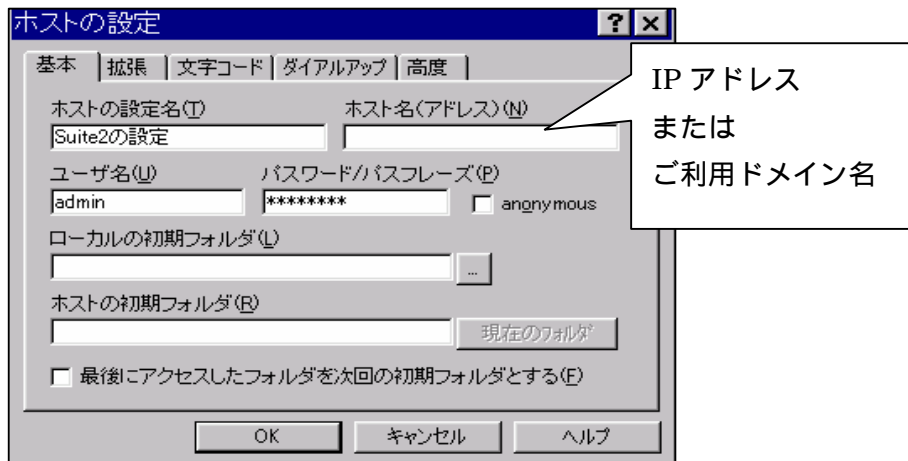 ホストの設定
基本 拡張 文字コード ダイアルアップ 高度
IP アドレス
または
ご利用ドメイン名
ホストの設定名(T) ホスト名(アドレス)(N)
Suite2の設定
ユーザ名(U) パスワード/パスフレーズ(P)
admin ******** anonymous
ローカルの初期フォルダ(L)
...
ホストの初期フォルダ(R)
現在のフォルダ
最後にアクセスしたフォルダを次回の初期フォルダとする(F)
OK キャンセル ヘルプ